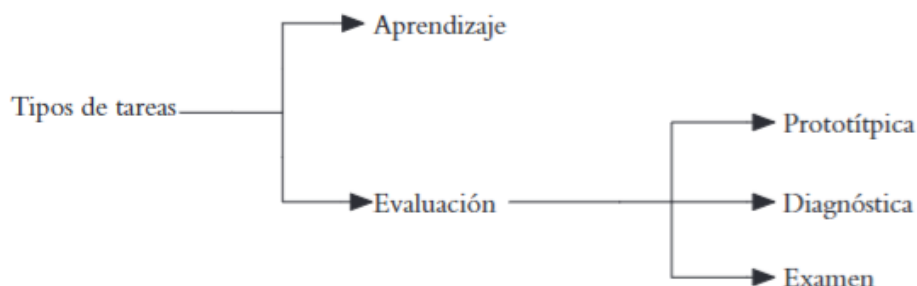 Aprendizaje
Tipos de tareas
Prototítpica
Evaluación
Diagnóstica
Examen